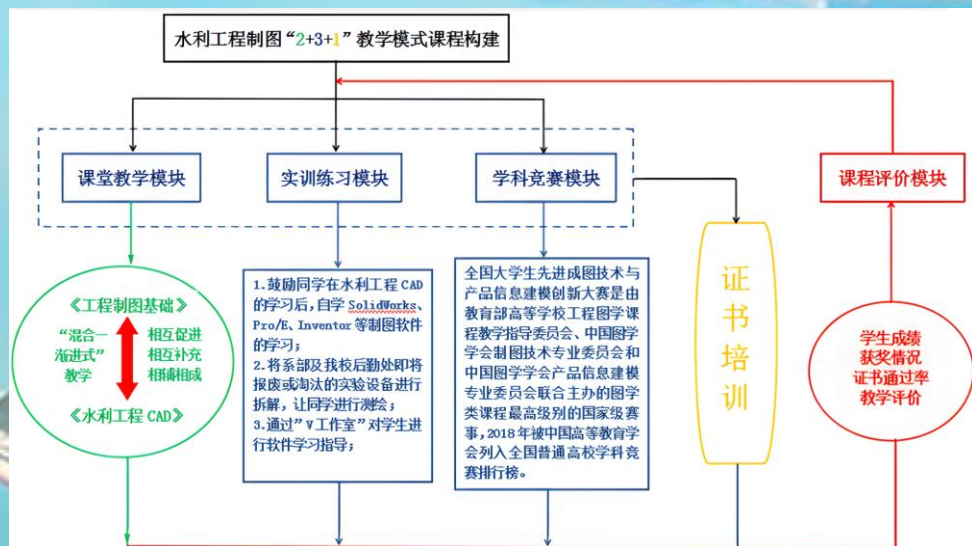 水利工程制图“2+3+1”教学模式课程构建
课堂教学模块
实训练习模块
学科竞赛模块
课程评价模块
《工程制图基础》
“混合一
渐进式”
教学
相互促进
相互补充
相辅相成
《水利工程 CAD》
1.鼓励同学在水利工程 CAD
的学习后，自学 SolidWorks、
Pro/E、Inventor 等制图软件
的学习；
2.将系部及我校后勤处即将
报废或淘汰的实验设备进行
拆解，让同学进行测绘；
3.通过”V 工作室”对学生进
行软件学习指导；
全国大学生先进成图技术与
产品信息建模创新大赛是由
教育部高等学校工程图学课
程教学指导委员会、中国图学
学会制图技术专业委员会和
中国图学学会产品信息建模
专业委员会联合主办的图学
类课程最高级别的国家级赛
事，2018 年被中国高等教育学
会列入全国普通高校学科竞
赛排行榜。
证书培训
学生成绩
获奖情况
证书通过率
教学评价